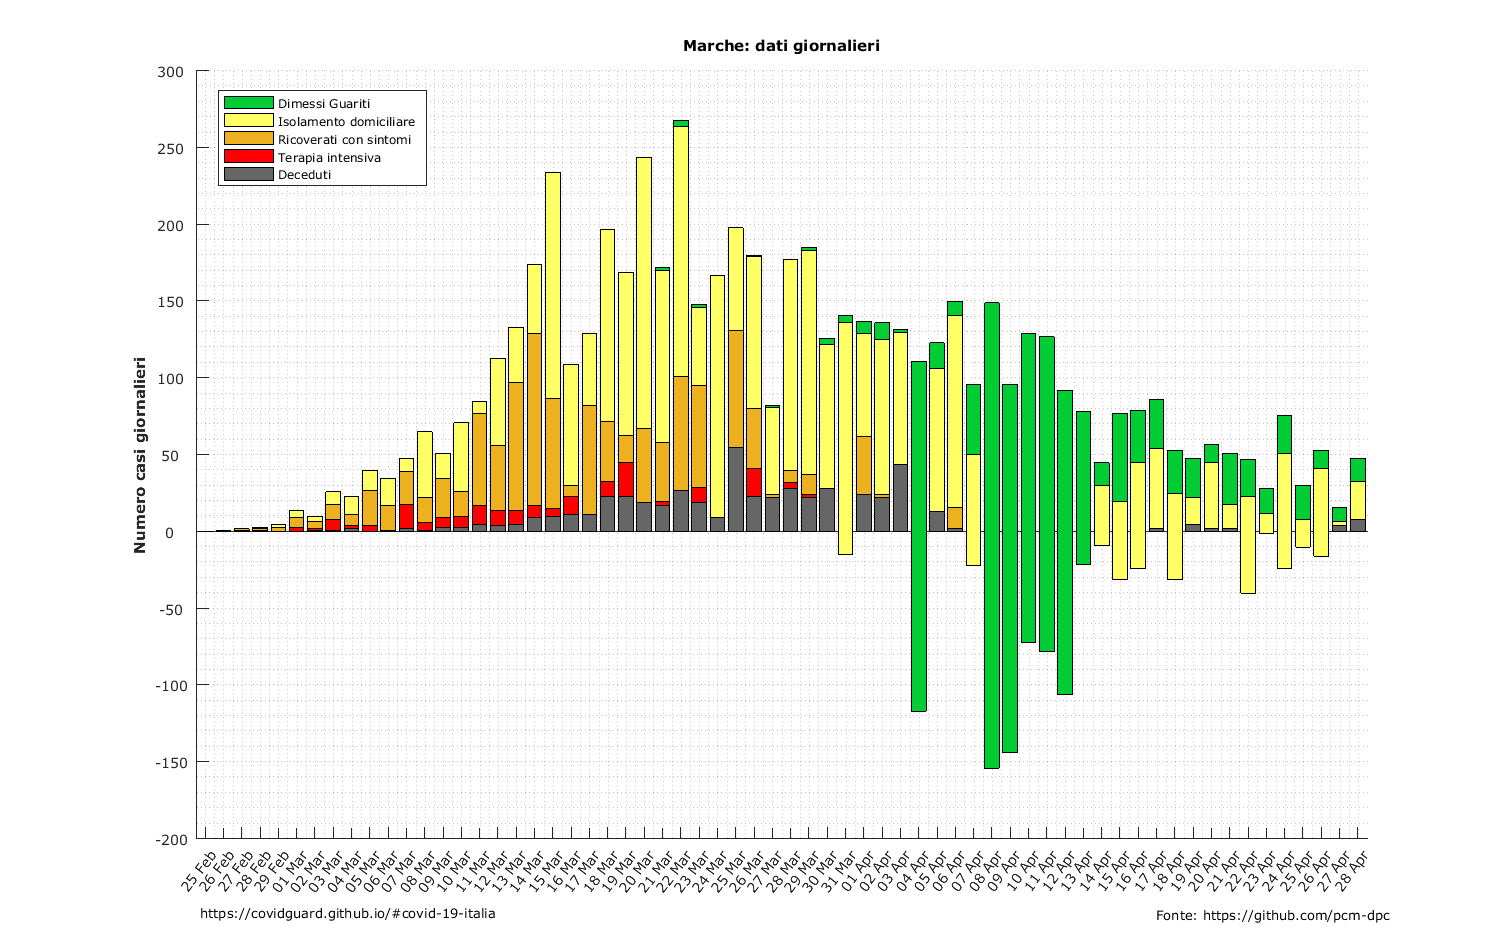 Marche: dati giornalieri
300
250
200
150
100
50
0
-50
-100
-150
-200
Numero casi giornalieri
Dimessi Guariti
Isolamento domiciliare
Ricoverati con sintomi
Terapia intensiva
Deceduti
25 Feb
26 Feb
27 Feb
28 Feb
29 Feb
01 Mar
02 Mar
03 Mar
04 Mar
05 Mar
06 Mar
07 Mar
08 Mar
09 Mar
10 Mar
11 Mar
12 Mar
13 Mar
14 Mar
15 Mar
16 Mar
17 Mar
18 Mar
19 Mar
20 Mar
21 Mar
22 Mar
23 Mar
24 Mar
25 Mar
26 Mar
27 Mar
28 Mar
29 Mar
30 Mar
31 Mar
01 Apr
02 Apr
03 Apr
04 Apr
05 Apr
06 Apr
07 Apr
08 Apr
09 Apr
10 Apr
11 Apr
12 Apr
13 Apr
14 Apr
15 Apr
16 Apr
17 Apr
18 Apr
19 Apr
20 Apr
21 Apr
22 Apr
23 Apr
24 Apr
25 Apr
26 Apr
27 Apr
28 Apr
https://covidguard.github.io/#covid-19-italia
Fonte: https://github.com/pcm-dpc